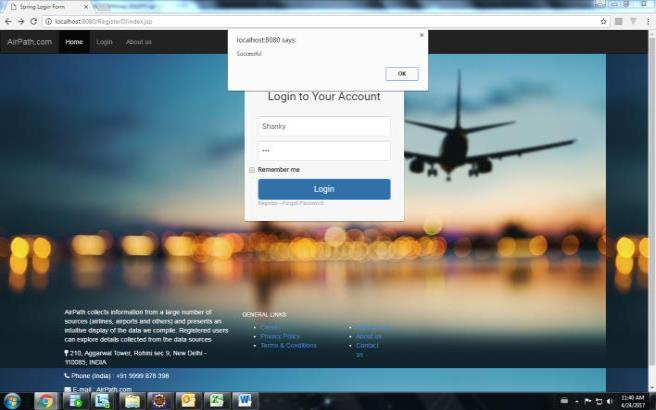 Spring Login Form
localhost:8080/RegisterD/index.jsp
AirPath.com Home Login About us
localhost:8080 says:
Successful
OK
Login to Your Account
Shanky
•••
Remember me
Login
Register - Forgot Password
AirPath collects information from a large number of
sources (airlines, airports and others) and presents an
intuitive display of the data we compile. Registered users
can explore details collected from the data sources
210, Aggarwal Tower, Rohini sec 9, New Delhi -
110085, INDIA
Phone (India) : +91 9999 878 398
E-mail : AirPath.com
GENERAL LINKS
Career
Privacy Policy
Terms & Conditions
About us
Contact
us
11:40 AM
4/24/2017